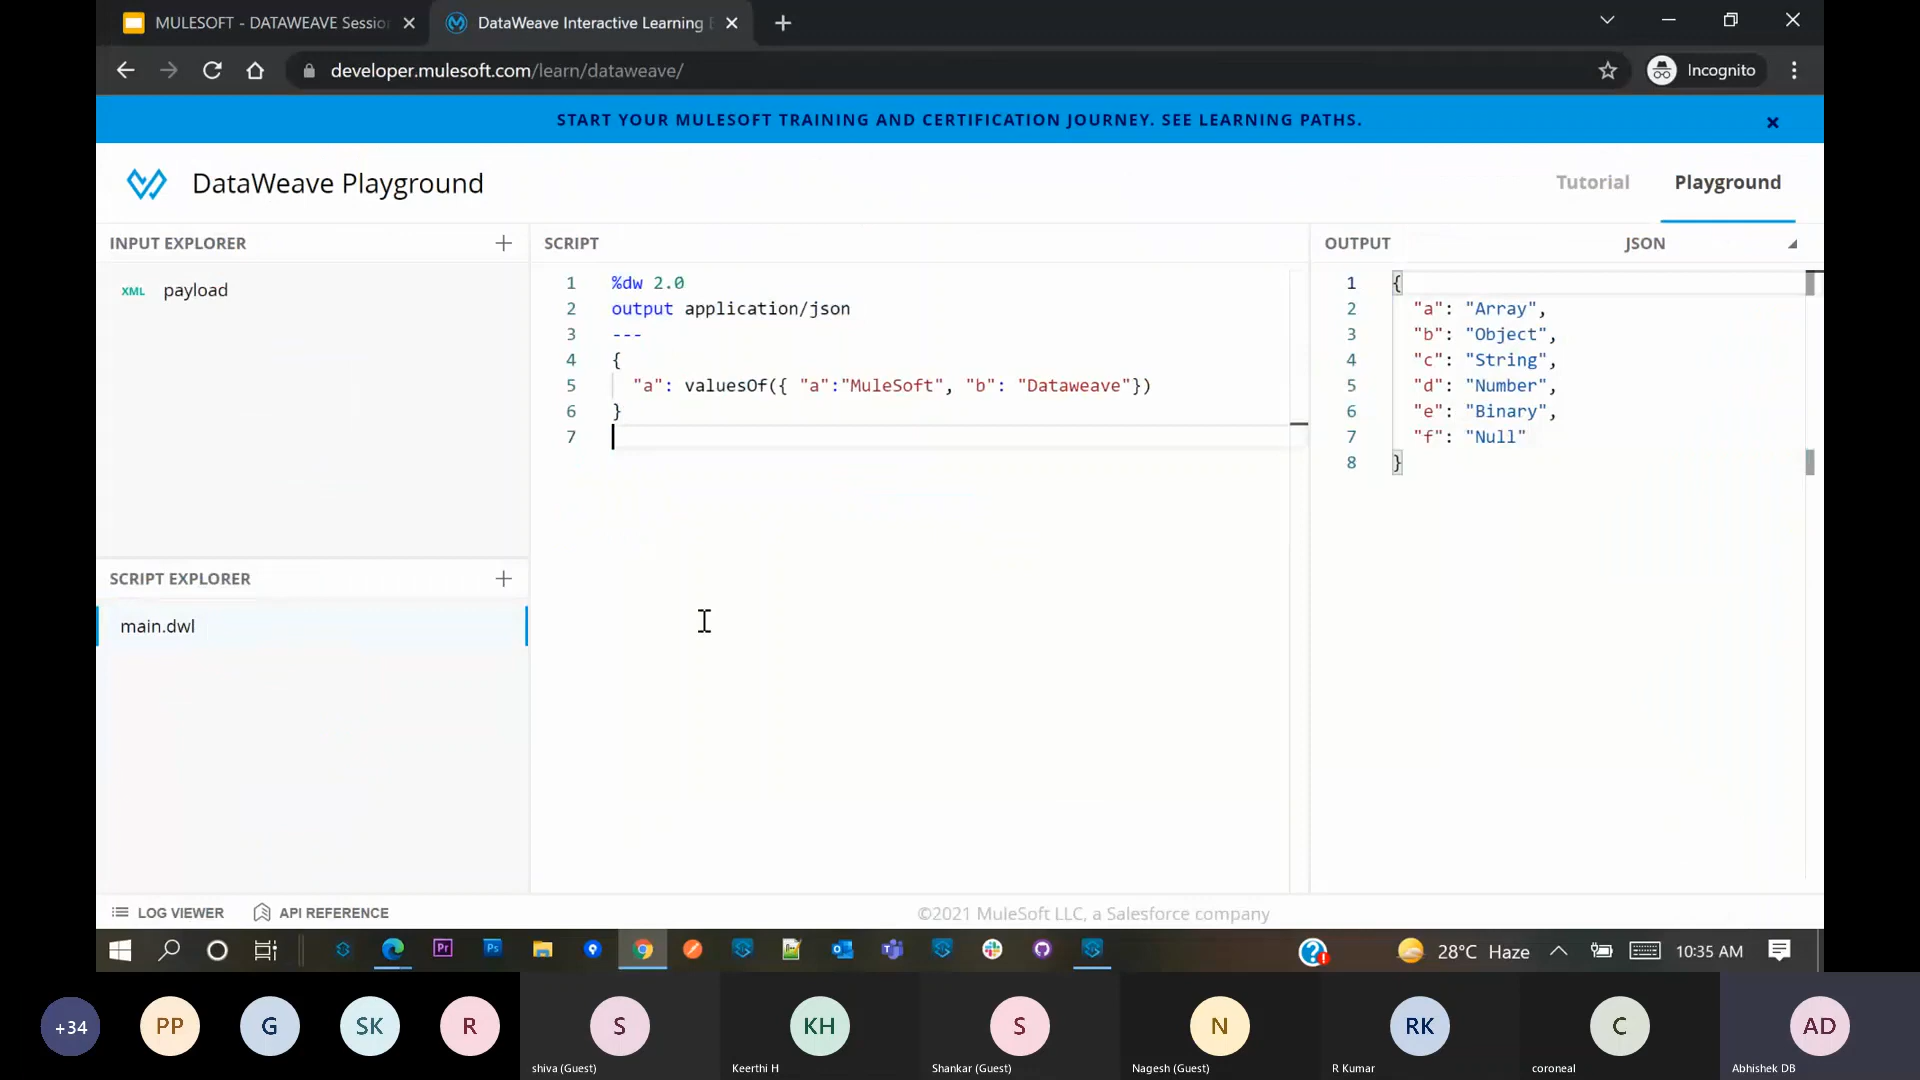 MULESOFT - DATAWEAVE Sessio
DataWeave Interactive Learning E
developer.mulesoft.com/learn/dataweave/
Incognito
START YOUR MULESOFT TRAINING AND CERTIFICATION JOURNEY. SEE LEARNING PATHS.
DataWeave Playground
Tutorial
Playground
INPUT EXPLORER
XML payload
SCRIPT EXPLORER
main.dwl
SCRIPT
1 %dw 2.0
2 output application/json
3 ---
4 {
5 "a": valuesOf({ "a":"MuleSoft", "b": "Dataweave"})
6 }
7
OUTPUT
JSON
1 {
2 "a": "Array",
3 "b": "Object",
4 "c": "String",
5 "d": "Number",
6 "e": "Binary",
7 "f": "Null"
8 }
LOG VIEWER
API REFERENCE
©2021 MuleSoft LLC, a Salesforce company
Pr
Ps
28°C Haze
10:35 AM
+34
PP
G
SK
R
S
shiva (Guest)
KH
Keerthi H
S
Shankar (Guest)
N
Nagesh (Guest)
RK
R Kumar
C
coroneal
AD
Abhishek DB